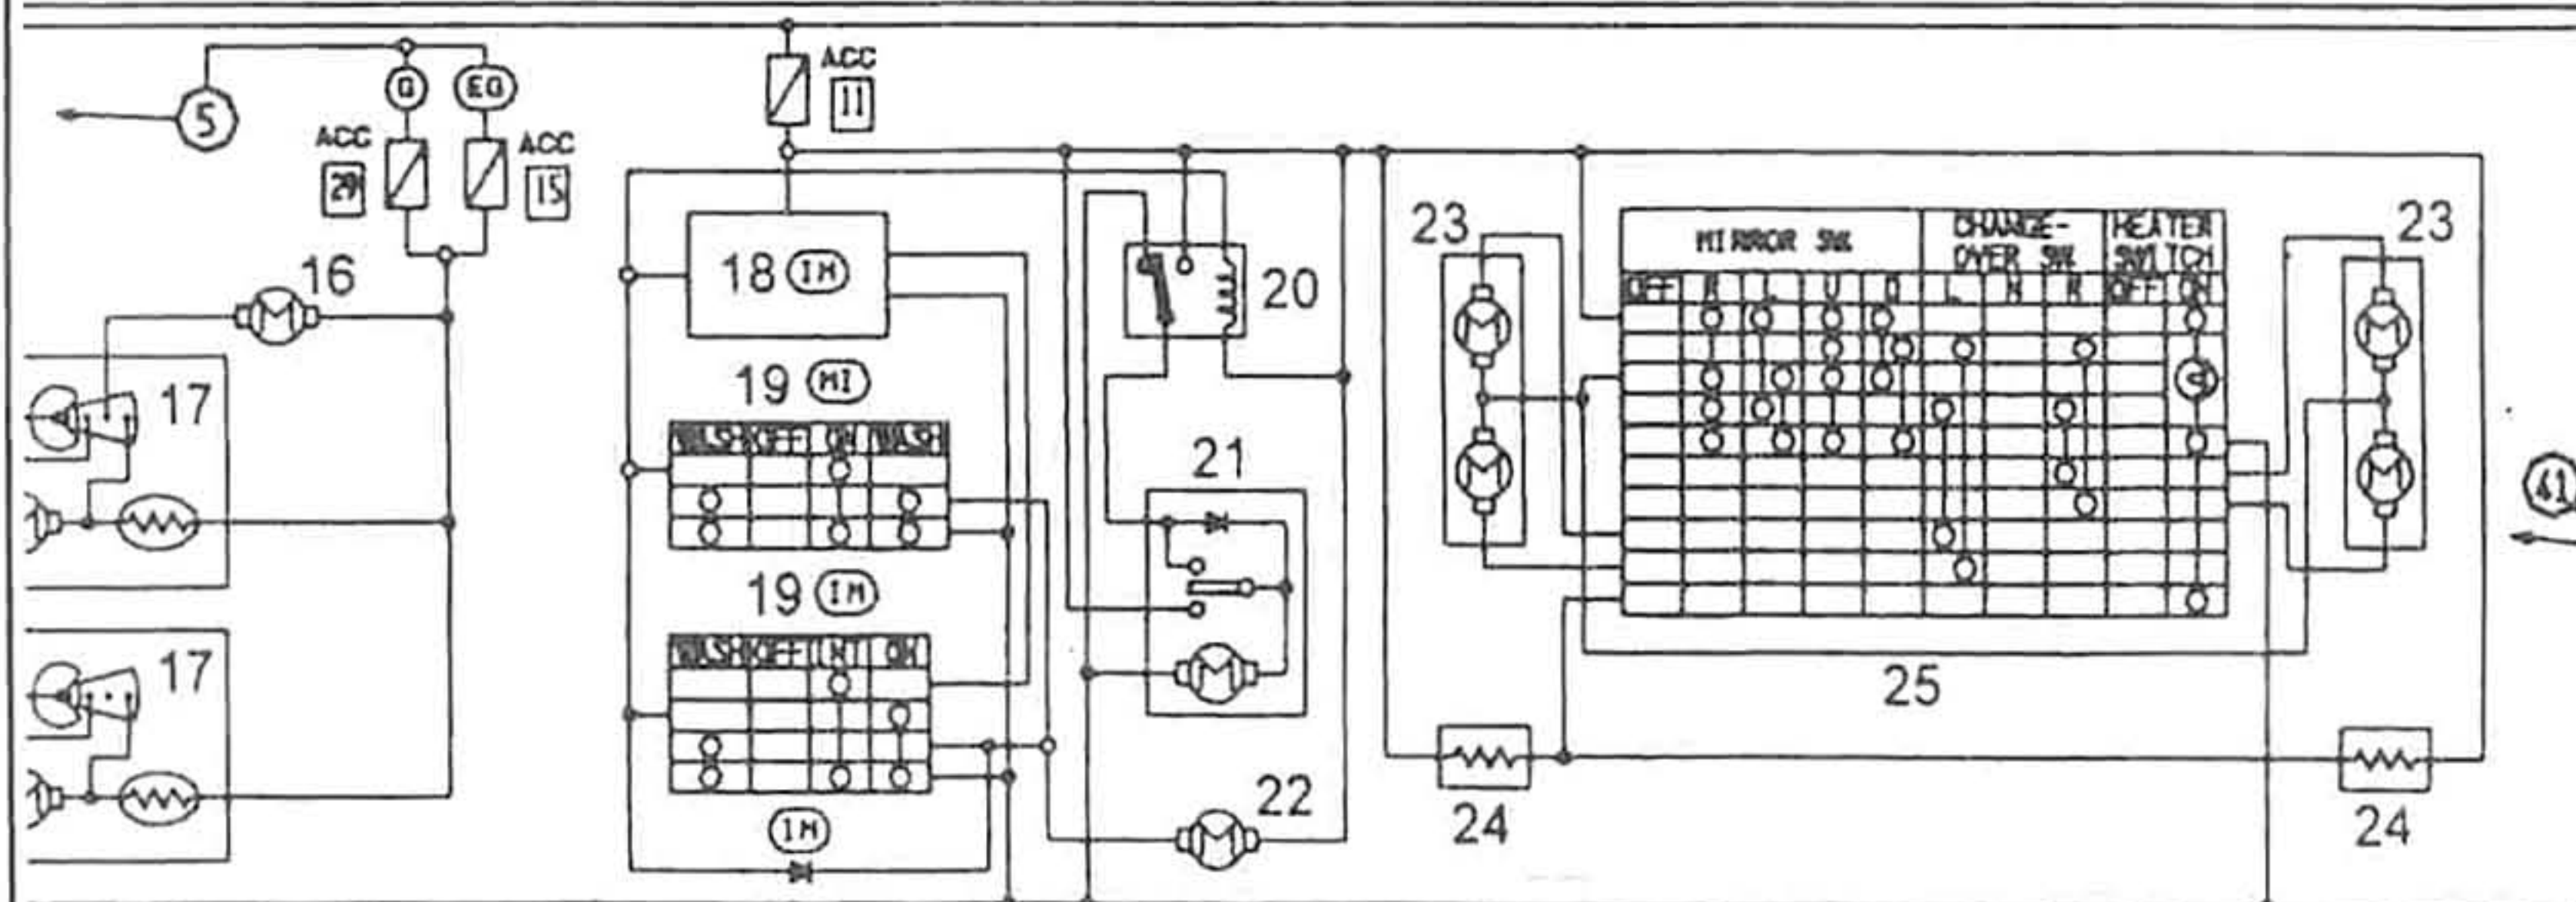 ACC
11
Q EQ
5
ACC
29
ACC
15
16
17
17
18 IM
19 MI
WASH OFF ON WASH
19 IM
WASH OFF INT ON
IM
20
21
22
23
MIRROR SW. CHANGE- HEATER
OVER SW. SWITCH
OFF R L U D L N R OFF ON
23
41
25
24
24